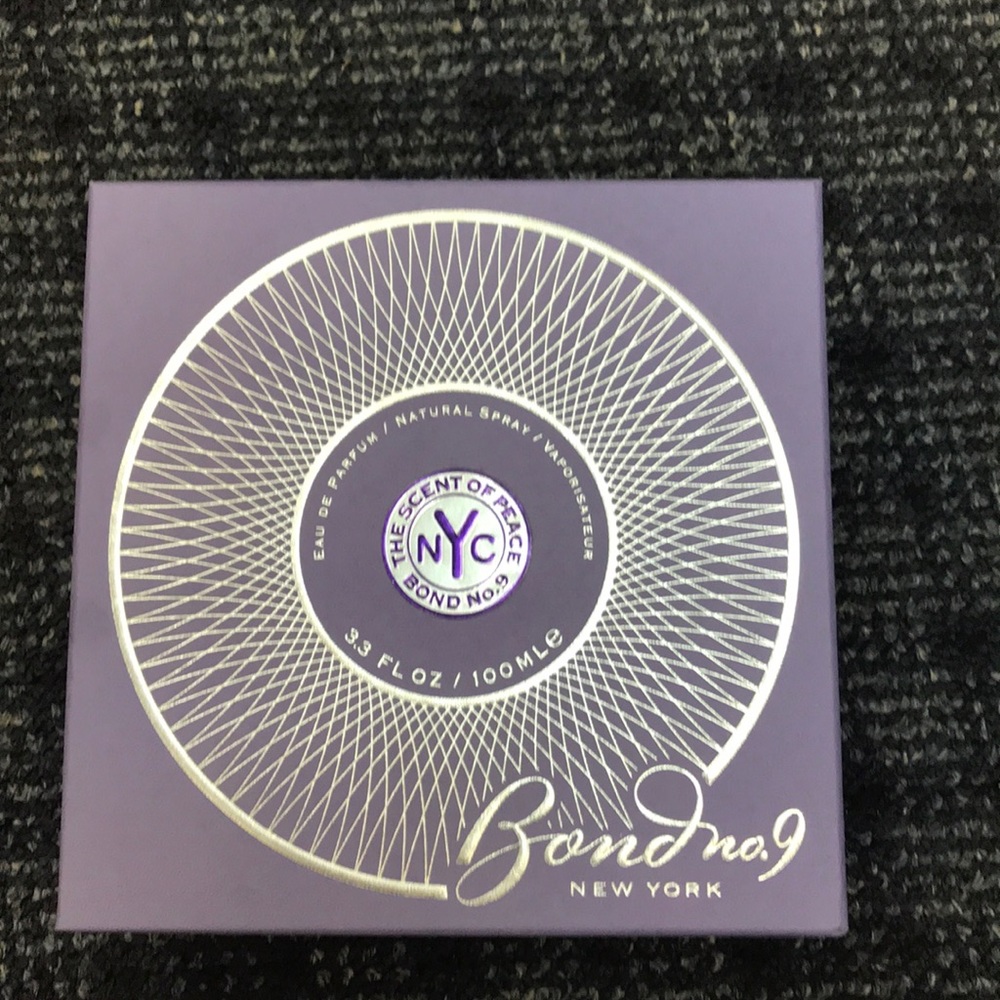 EAU DE PARFUM / NATURAL SPRAY / VAPORISATEUR
THE SCENT OF PEACE
NYC
BOND No.9
3.3 FL OZ / 100 ML ℮
Bond no.9
NEW YORK